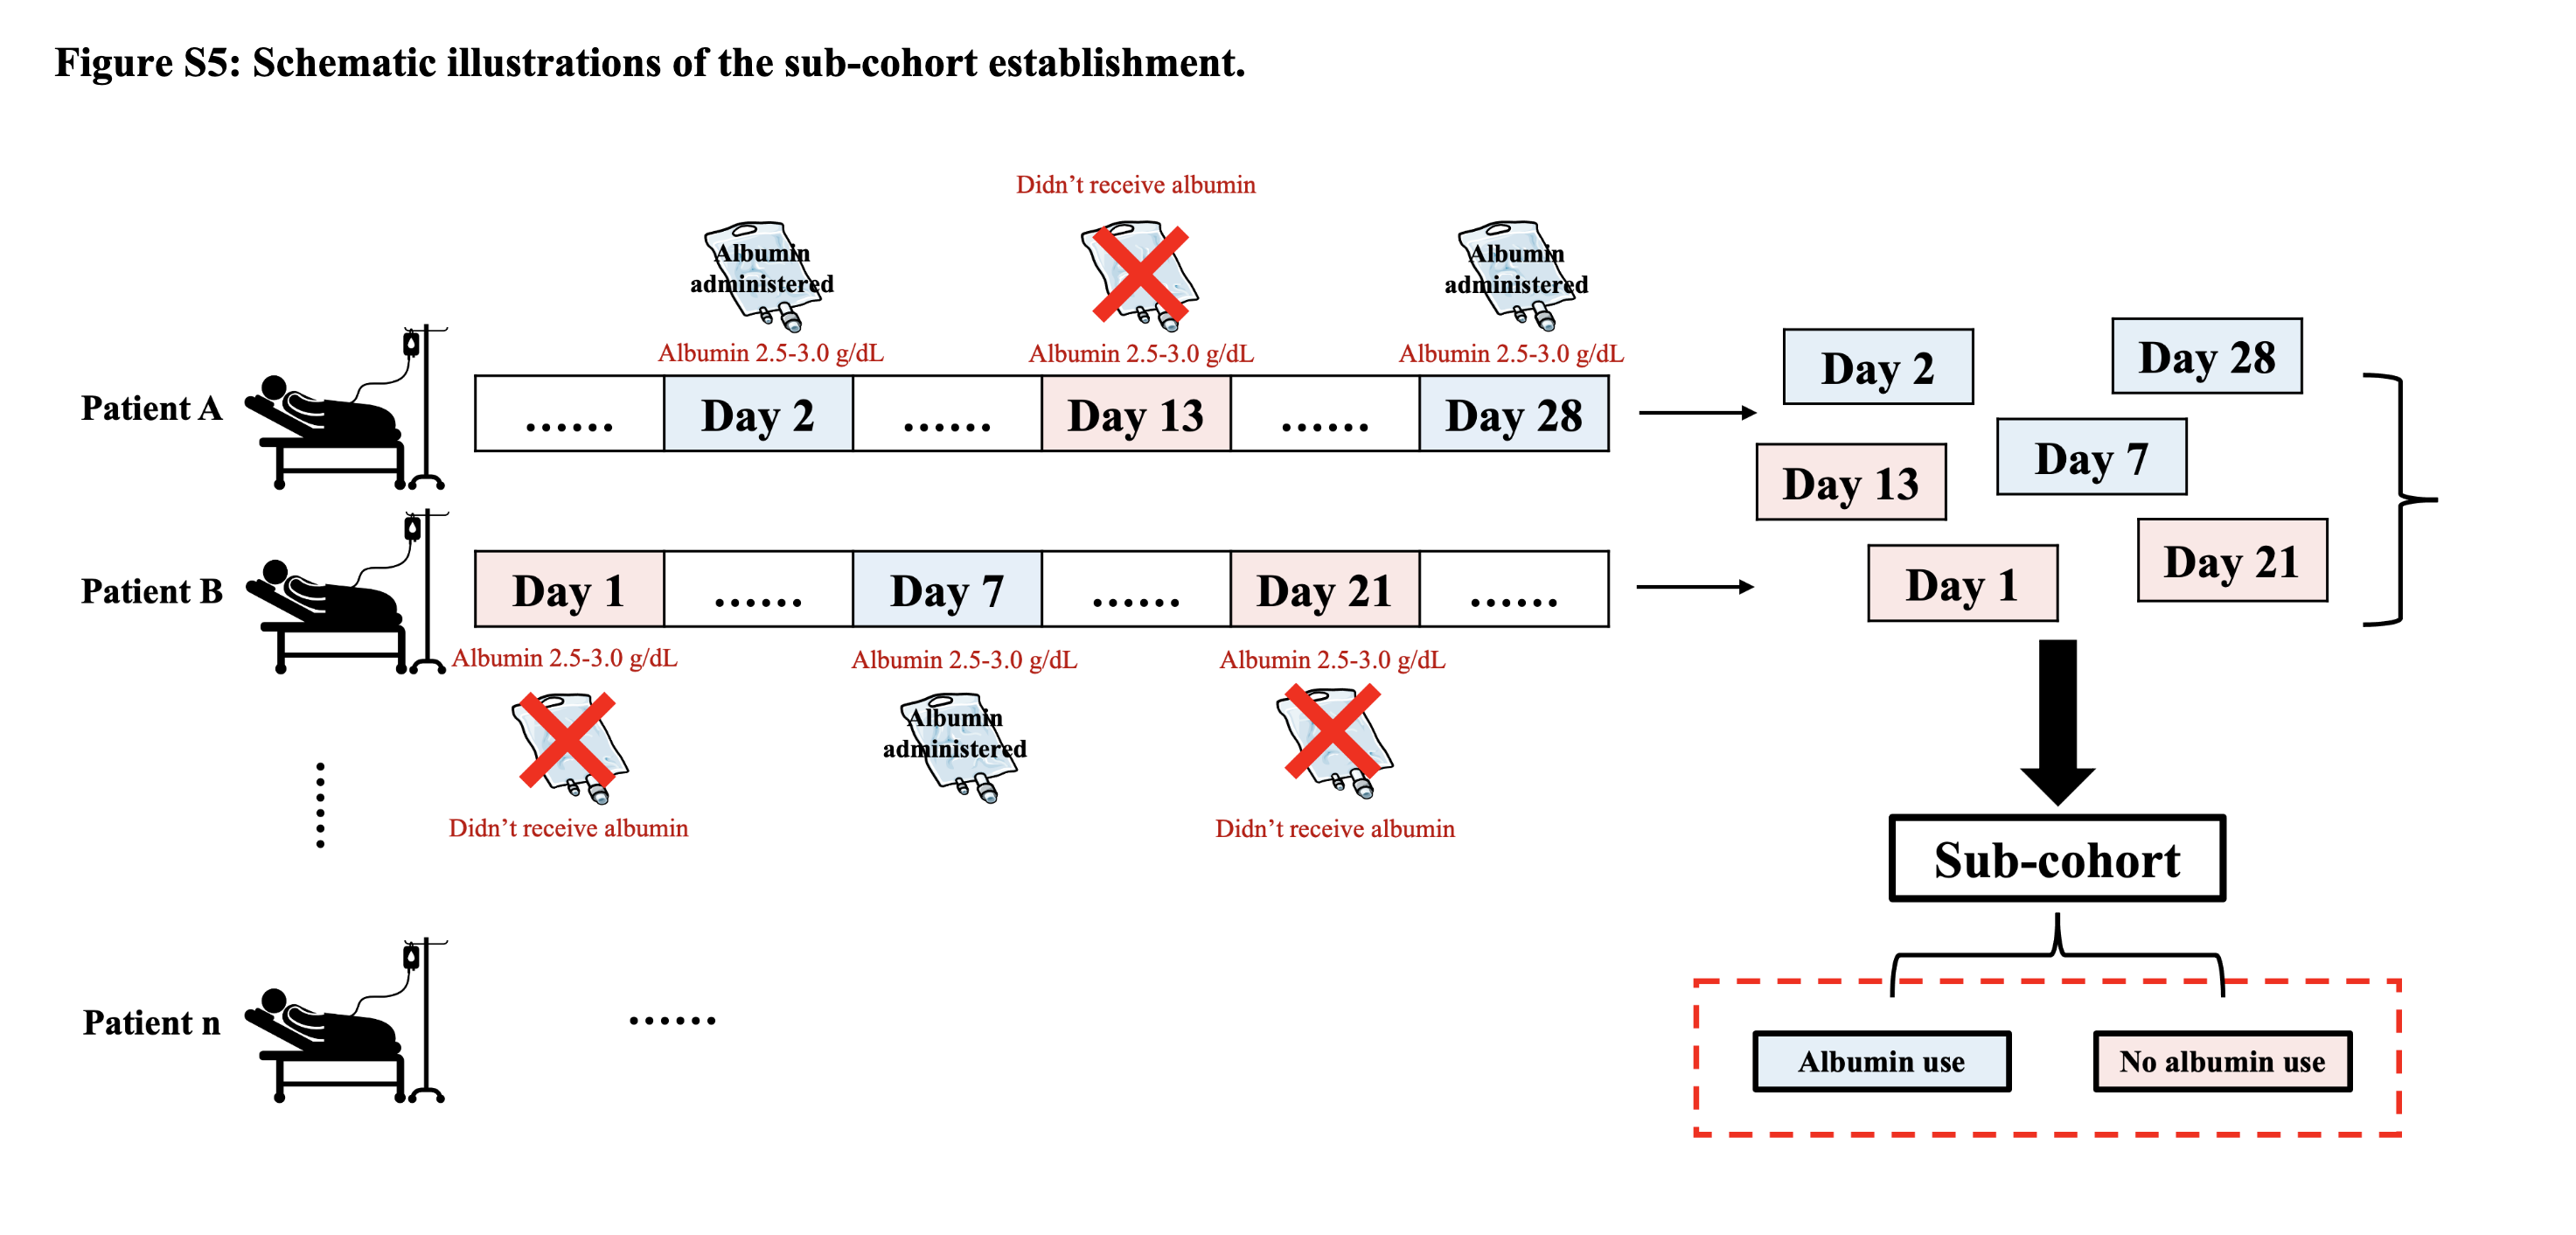 Figure S5: Schematic illustrations of the sub-cohort establishment.
Didn't receive albumin
Albumin
administered
Albumin
administered
Albumin 2.5-3.0 g/dL
Albumin 2.5-3.0 g/dL
Albumin 2.5-3.0 g/dL
Patient A
......
Day 2
......
Day 13
......
Day 28
Day 2
Day 28
Day 13
Day 7
Day 1
Day 21
Patient B
Day 1
......
Day 7
......
Day 21
......
Albumin 2.5-3.0 g/dL
Albumin 2.5-3.0 g/dL
Albumin 2.5-3.0 g/dL
Albumin
administered
Didn't receive albumin
Didn't receive albumin
Sub-cohort
Patient n
......
Albumin use
No albumin use